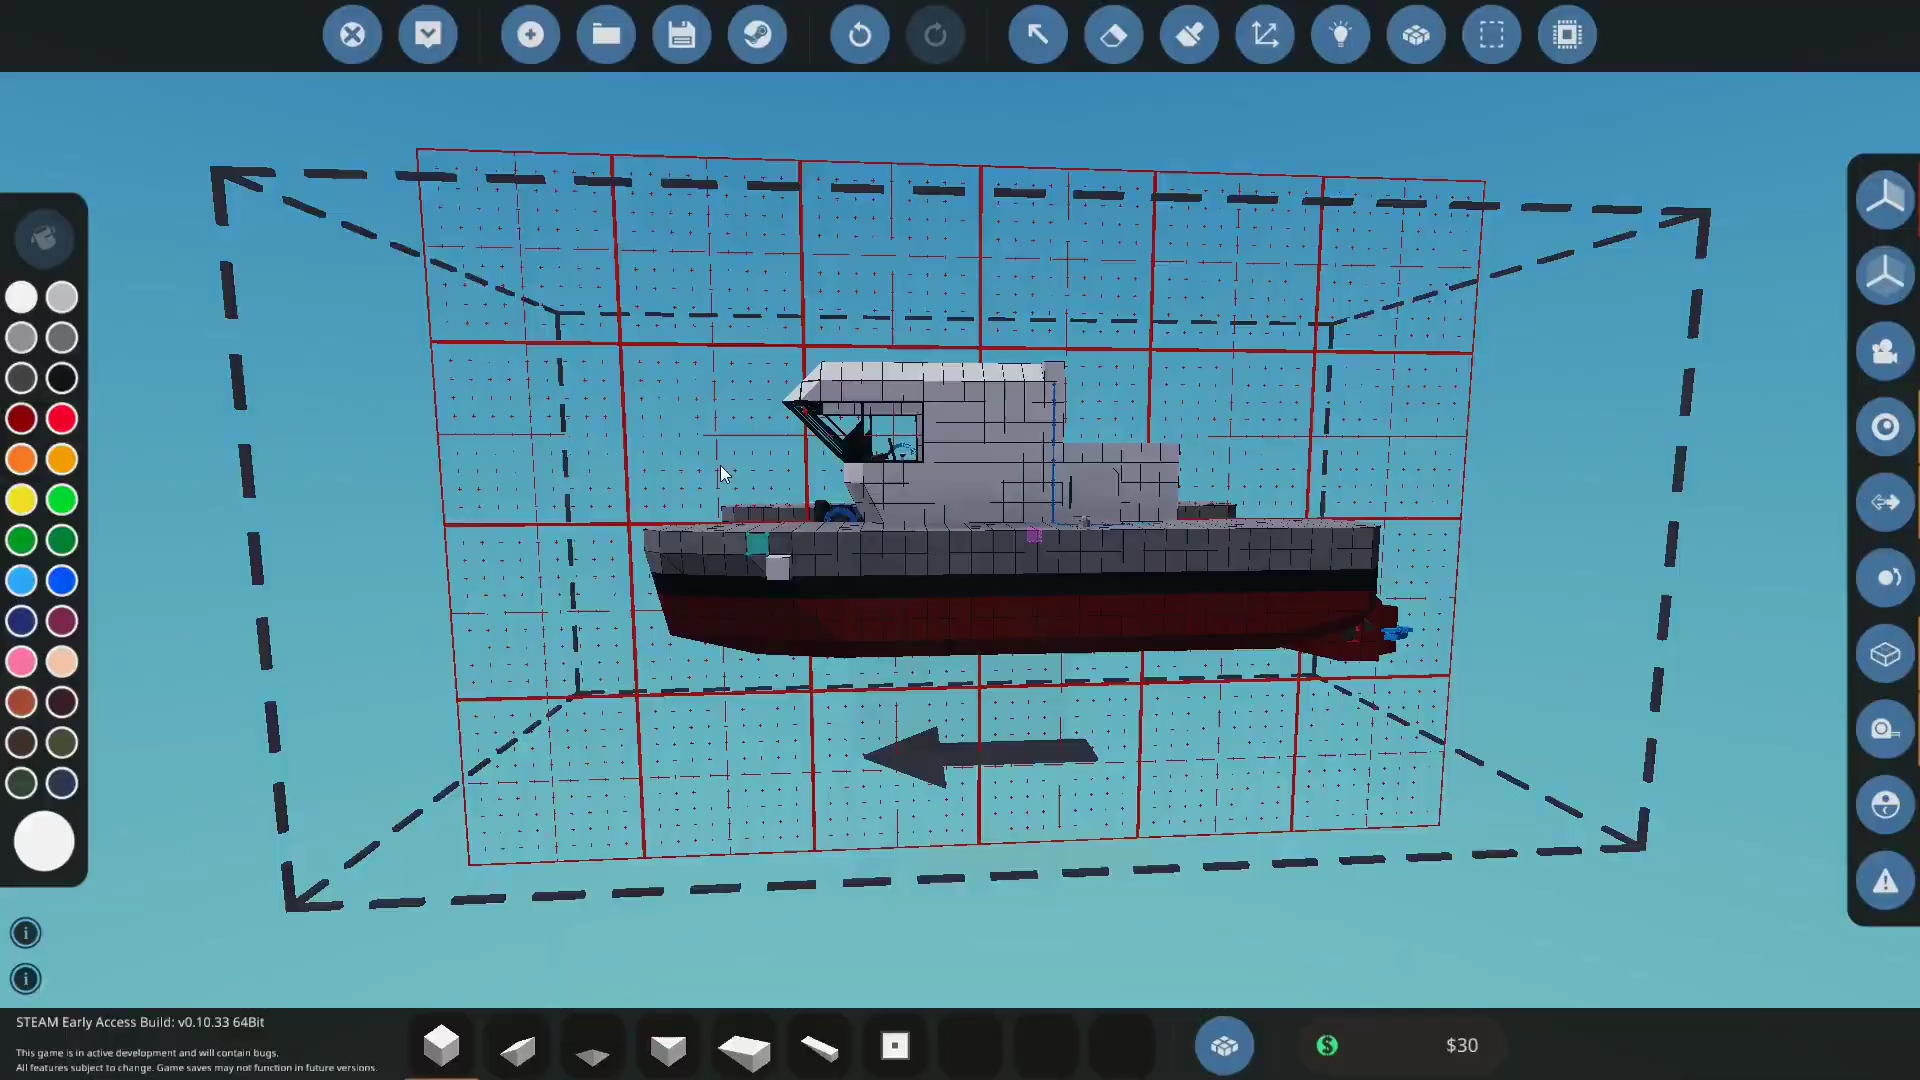 STEAM Early Access Build: v0.10.33 64Bit
This game is in active development and will contain bugs.
All features subject to change. Game saves may not function in future versions.
$30